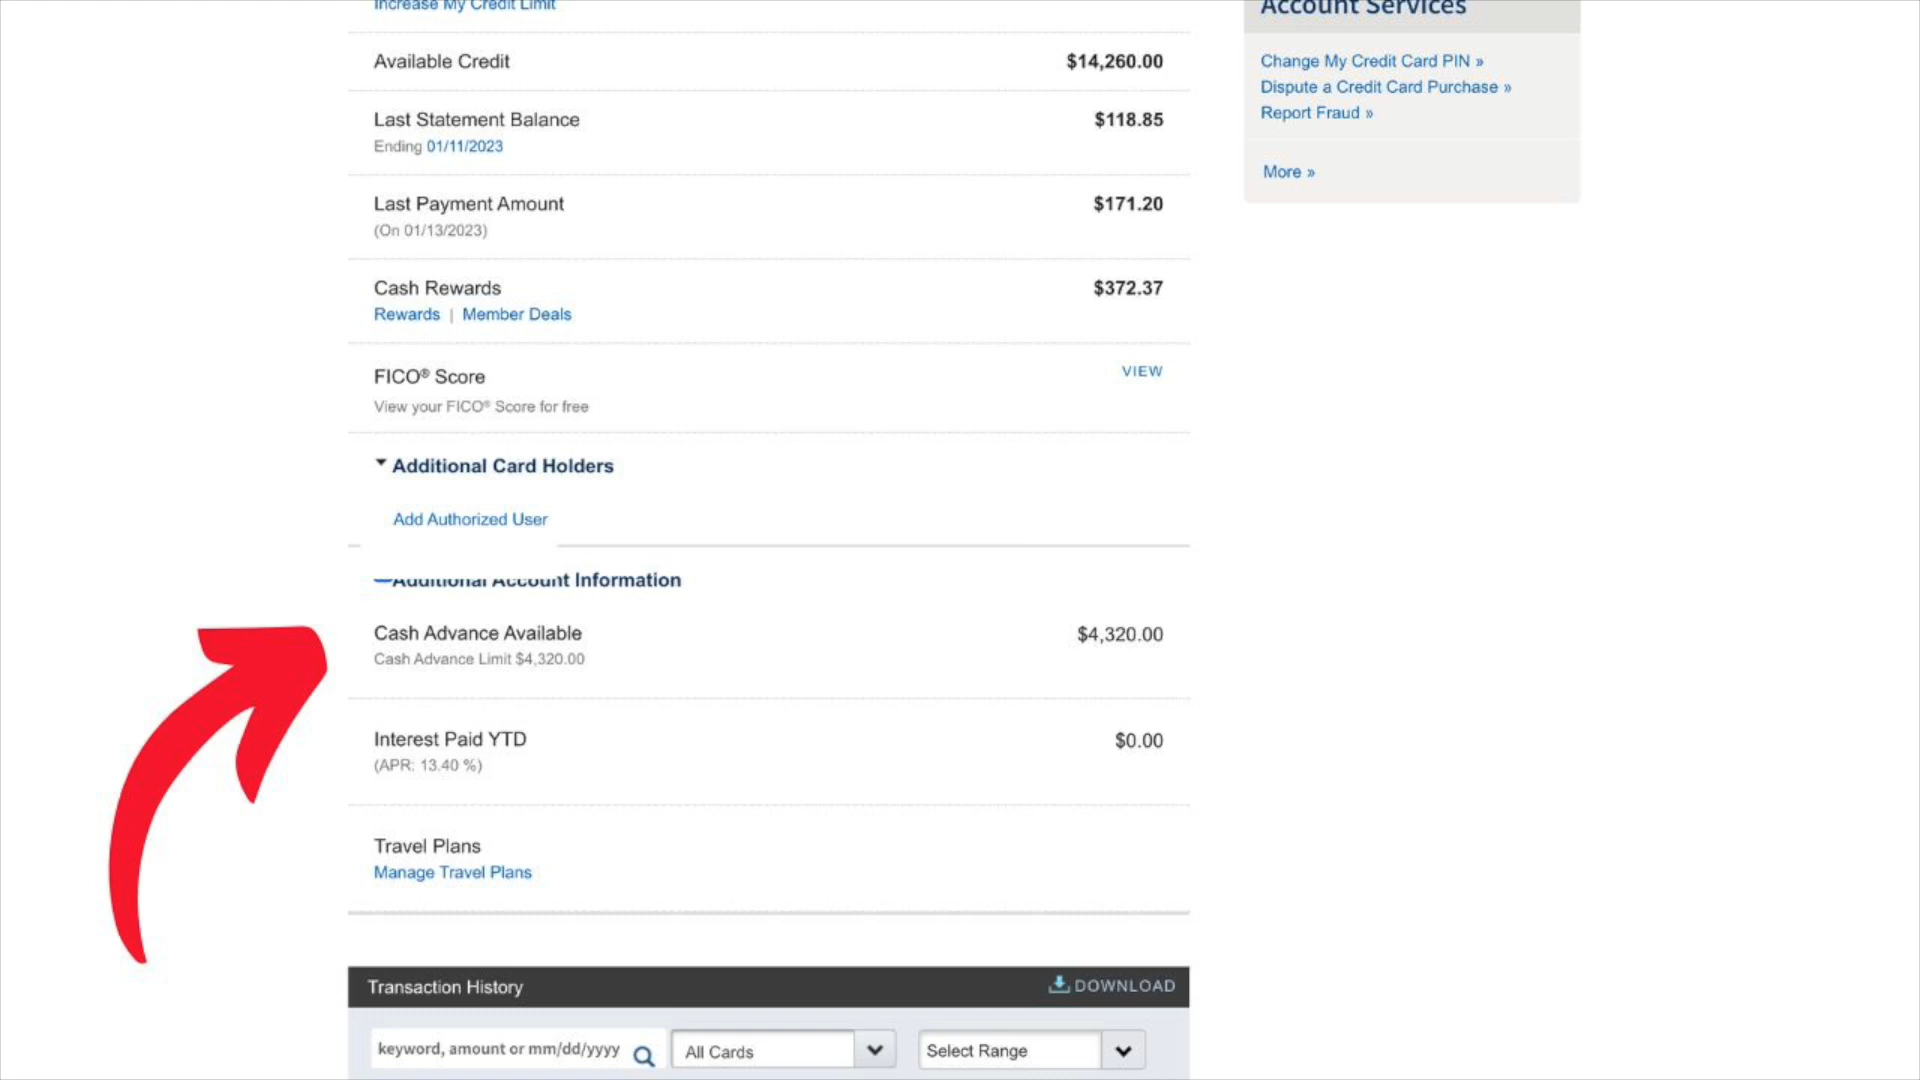 Increase My Credit Limit
Account Services
Available Credit $14,260.00
Change My Credit Card PIN »
Dispute a Credit Card Purchase »
Report Fraud »
More »
Last Statement Balance $118.85
Ending 01/11/2023
Last Payment Amount $171.20
(On 01/13/2023)
Cash Rewards $372.37
Rewards | Member Deals
FICO® Score VIEW
View your FICO® Score for free
Additional Card Holders
Add Authorized User
Additional Account Information
Cash Advance Available $4,320.00
Cash Advance Limit $4,320.00
Interest Paid YTD $0.00
(APR: 13.40 %)
Travel Plans
Manage Travel Plans
Transaction History DOWNLOAD
keyword, amount or mm/dd/yyyy All Cards Select Range